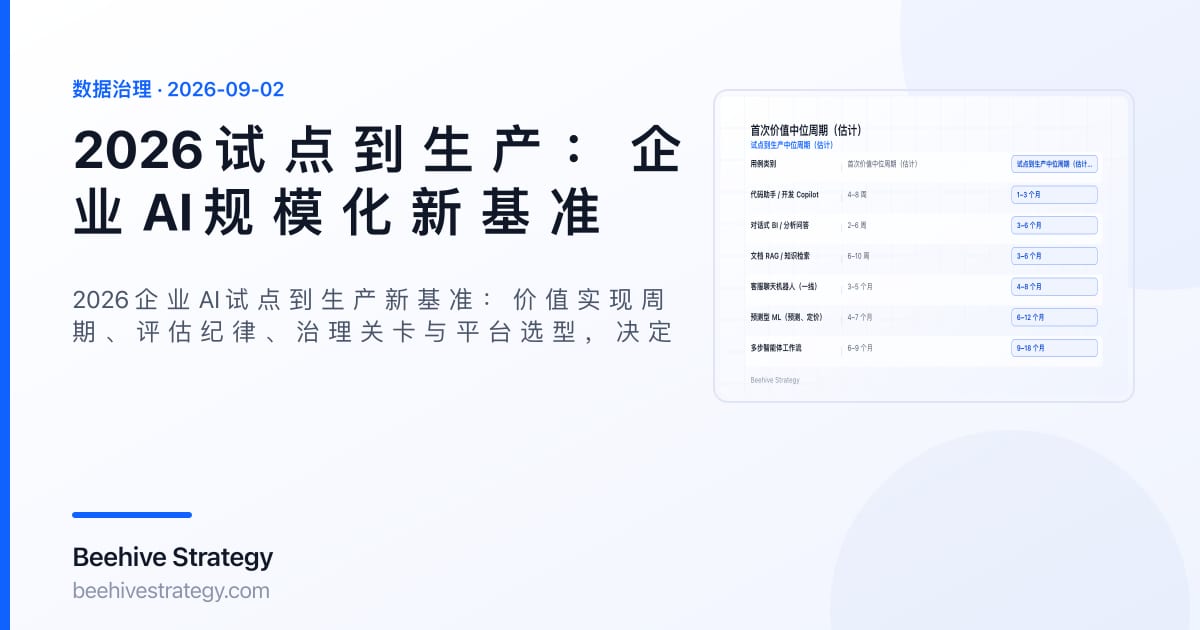 数据治理 · 2026-09-02
2026试点到生产：企
业 AI规模化新基准
2026企业AI试点到生产新基准：价值实现周
期、评估纪律、治理关卡与平台选型，决定
首次价值中位周期（估计）
试点到生产中位周期（估计）
用例类别 首次价值中位周期（估计） 试点到生产中位周期（估计...
代码助手 / 开发 Copilot 4–8 周 1–3 个月
对话式 BI / 分析问答 2–6 周 3–6 个月
文档 RAG / 知识检索 6–10 周 3–6 个月
客服聊天机器人（一线） 3–5 个月 4–8 个月
预测型 ML（预测、定价） 4–7 个月 6–12 个月
多步智能体工作流 6–9 个月 9–18 个月
Beehive Strategy
Beehive Strategy
beehivestrategy.com